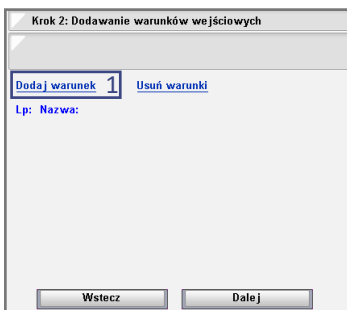 Krok 2: Dodawanie warunków wejściowych
Dodaj warunek 1 Usuń warunki
Lp: Nazwa:
Wstecz Dalej